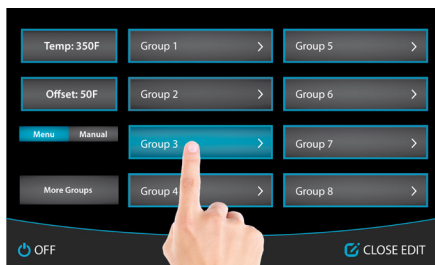 Temp: 350F
Group 1
Group 5
Offset: 50F
Group 2
Group 6
Menu Manual
Group 3
Group 7
More Groups
Group 4
Group 8
OFF
CLOSE EDIT